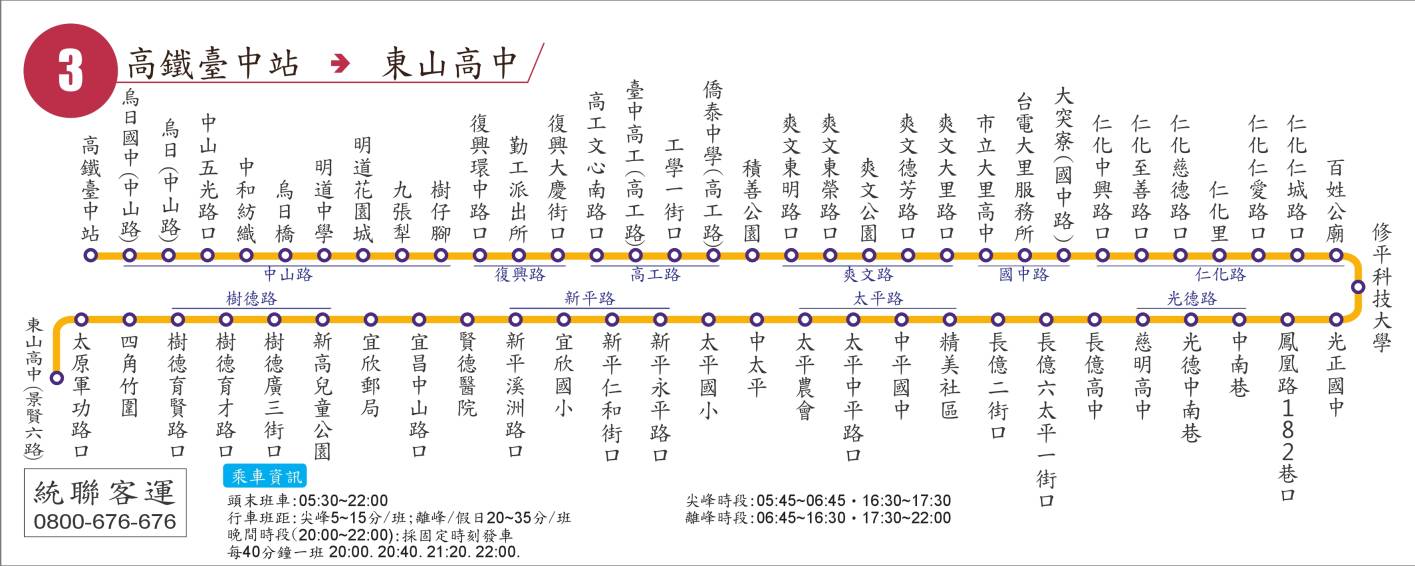 3
高鐵臺中站 ➔ 東山高中
高鐵臺中站
烏日國中(中山路)
烏日(中山路)
中山五光路口
中和紡織
烏日橋
明道中學
明道花園城
九張犁
樹仔腳
復興環中路口
勤工派出所
復興大慶街口
高工文心南路口
臺中高工(高工路)
工學一街口
僑泰中學(高工路)
積善公園
爽文東明路口
爽文東榮路口
爽文公園
爽文德芳路口
爽文大里路口
市立大里高中
台電大里服務所
大突寮(國中路)
仁化中興路口
仁化至善路口
仁化慈德路口
仁化里
仁化仁愛路口
仁化仁城路口
百姓公廟
修平科技大學
中山路
復興路
高工路
爽文路
國中路
仁化路
樹德路
新平路
太平路
光德路
東山高中(景賢六路)
太原軍功路口
四角竹圍
樹德育賢路口
樹德育才路口
樹德廣三街口
新高兒童公園
宜欣郵局
宜昌中山路口
賢德醫院
新平溪洲路口
宜欣國小
新平仁和街口
新平永平路口
太平國小
中太平
太平農會
太平中平路口
中平國中
精美社區
長億二街口
長億六太平一街口
長億高中
慈明高中
光德中南巷
中南巷
鳳凰路182巷口
光正國中
統聯客運
0800-676-676
乘車資訊
頭末班車:05:30~22:00
行車班距:尖峰5~15分/班;離峰/假日20~35分/班
晚間時段(20:00~22:00):採固定時刻發車
每40分鐘一班 20:00. 20:40. 21:20. 22:00.
尖峰時段:05:45~06:45・16:30~17:30
離峰時段:06:45~16:30・17:30~22:00